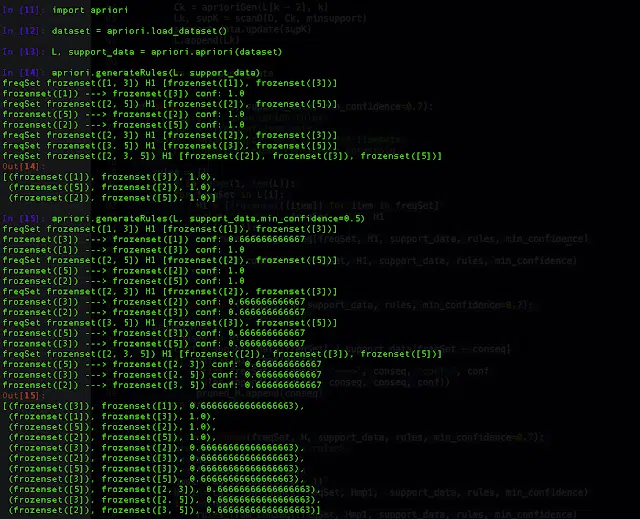 In [11]: import apriori
In [12]: dataset = apriori.load_dataset()
In [13]: L, support_data = apriori.apriori(dataset)
In [14]: apriori.generateRules(L, support_data)
freqSet frozenset([1, 3]) H1 [frozenset([1]), frozenset([3])]
frozenset([1]) ---> frozenset([3]) conf: 1.0
freqSet frozenset([2, 5]) H1 [frozenset([2]), frozenset([5])]
frozenset([5]) ---> frozenset([2]) conf: 1.0
frozenset([2]) ---> frozenset([5]) conf: 1.0
freqSet frozenset([2, 3]) H1 [frozenset([2]), frozenset([3])]
freqSet frozenset([3, 5]) H1 [frozenset([3]), frozenset([5])]
freqSet frozenset([2, 3, 5]) H1 [frozenset([2]), frozenset([3]), frozenset([5])]
Out[14]:
[(frozenset([1]), frozenset([3]), 1.0),
(frozenset([5]), frozenset([2]), 1.0),
(frozenset([2]), frozenset([5]), 1.0)]
In [15]: apriori.generateRules(L, support_data,min_confidence=0.5)
freqSet frozenset([1, 3]) H1 [frozenset([1]), frozenset([3])]
frozenset([3]) ---> frozenset([1]) conf: 0.666666666667
frozenset([1]) ---> frozenset([3]) conf: 1.0
freqSet frozenset([2, 5]) H1 [frozenset([2]), frozenset([5])]
frozenset([5]) ---> frozenset([2]) conf: 1.0
frozenset([2]) ---> frozenset([5]) conf: 1.0
freqSet frozenset([2, 3]) H1 [frozenset([2]), frozenset([3])]
frozenset([3]) ---> frozenset([2]) conf: 0.666666666667
frozenset([2]) ---> frozenset([3]) conf: 0.666666666667
freqSet frozenset([3, 5]) H1 [frozenset([3]), frozenset([5])]
frozenset([5]) ---> frozenset([3]) conf: 0.666666666667
frozenset([3]) ---> frozenset([5]) conf: 0.666666666667
freqSet frozenset([2, 3, 5]) H1 [frozenset([2]), frozenset([3]), frozenset([5])]
frozenset([5]) ---> frozenset([2, 3]) conf: 0.666666666667
frozenset([3]) ---> frozenset([2, 5]) conf: 0.666666666667
frozenset([2]) ---> frozenset([3, 5]) conf: 0.666666666667
Out[15]:
[(frozenset([3]), frozenset([1]), 0.66666666666666663),
(frozenset([1]), frozenset([3]), 1.0),
(frozenset([5]), frozenset([2]), 1.0),
(frozenset([2]), frozenset([5]), 1.0),
(frozenset([3]), frozenset([2]), 0.66666666666666663),
(frozenset([2]), frozenset([3]), 0.66666666666666663),
(frozenset([5]), frozenset([3]), 0.66666666666666663),
(frozenset([3]), frozenset([5]), 0.66666666666666663),
(frozenset([5]), frozenset([2, 3]), 0.66666666666666663),
(frozenset([3]), frozenset([2, 5]), 0.66666666666666663),
(frozenset([2]), frozenset([3, 5]), 0.66666666666666663)]